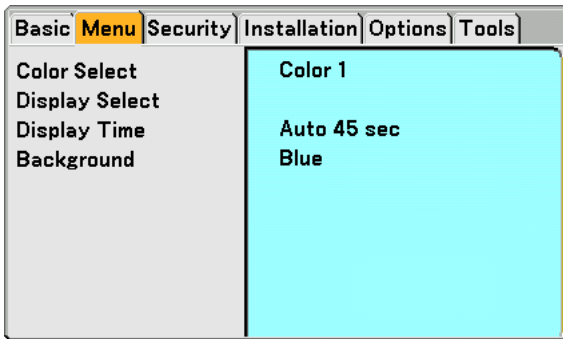 Basic Menu Security Installation Options Tools
Color Select Color 1
Display Select
Display Time Auto 45 sec
Background Blue